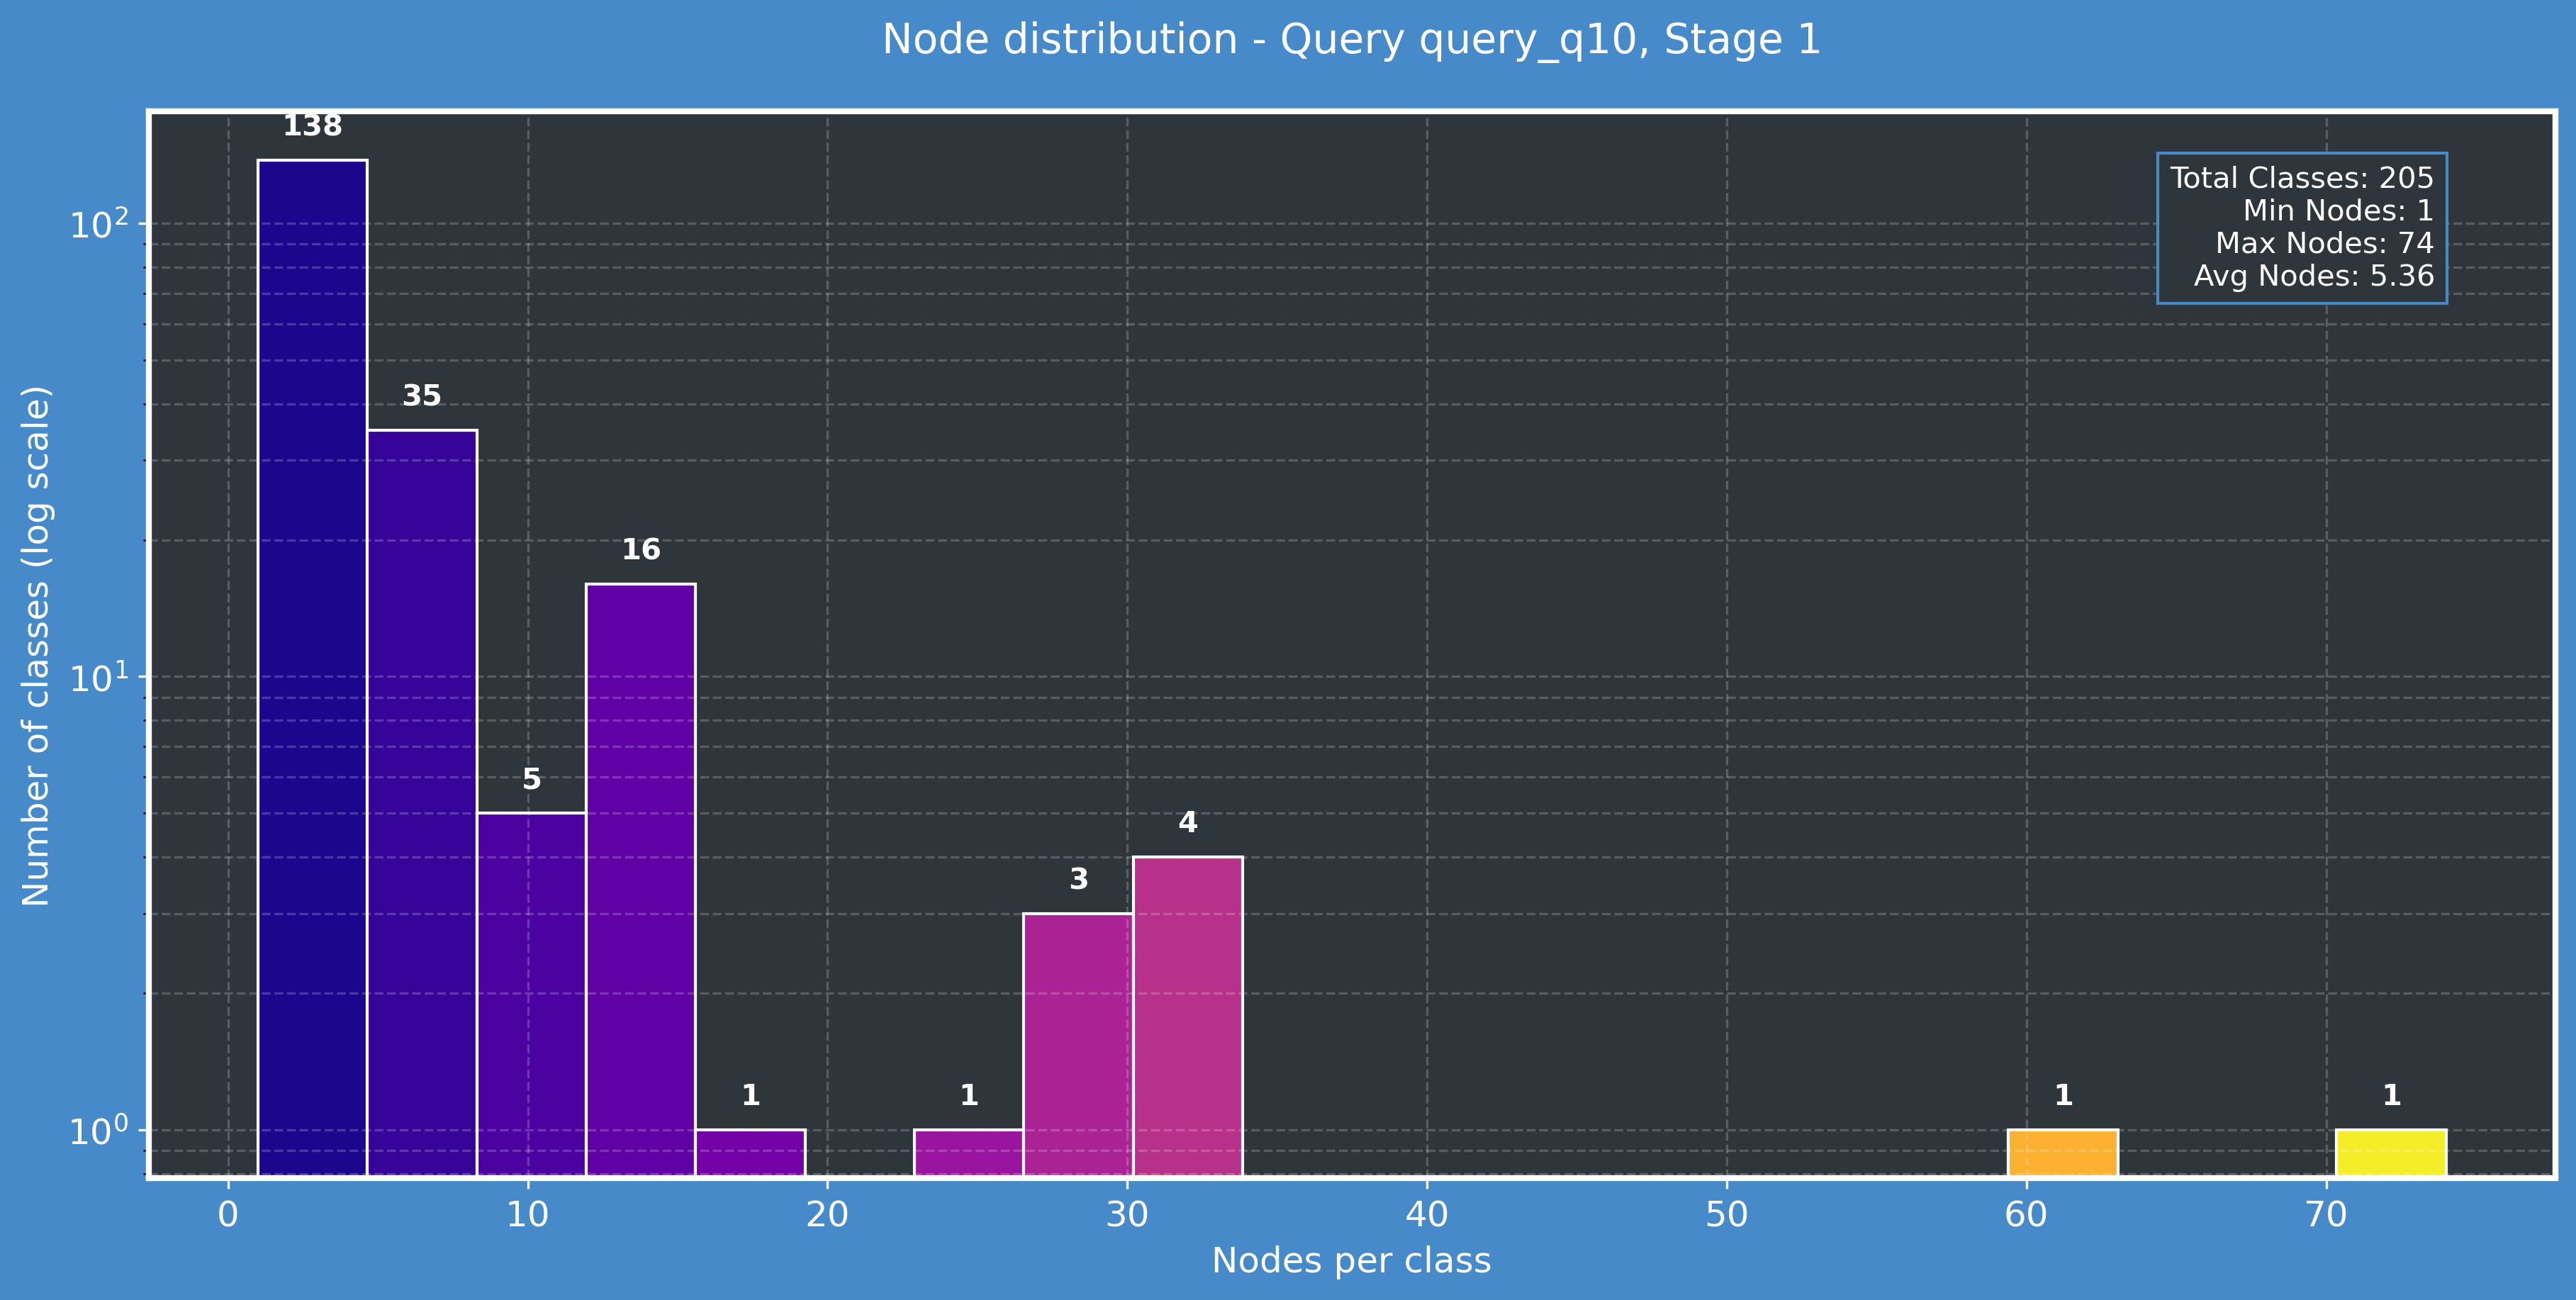 Node distribution - Query query_q10, Stage 1
138
35
5
16
1
1
3
4
1
1
Total Classes: 205
Min Nodes: 1
Max Nodes: 74
Avg Nodes: 5.36
10²
10¹
10⁰
Number of classes (log scale)
0 10 20 30 40 50 60 70
Nodes per class